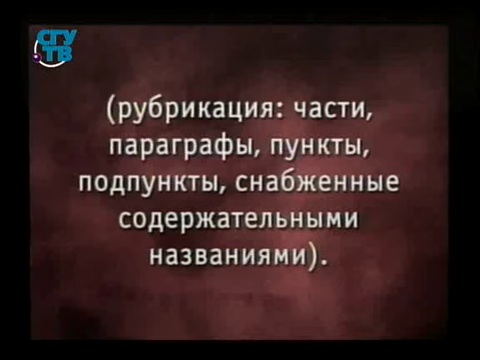 СГУ
ТВ
(рубрикация: части,
параграфы, пункты,
подпункты, снабженные
содержательными
названиями).